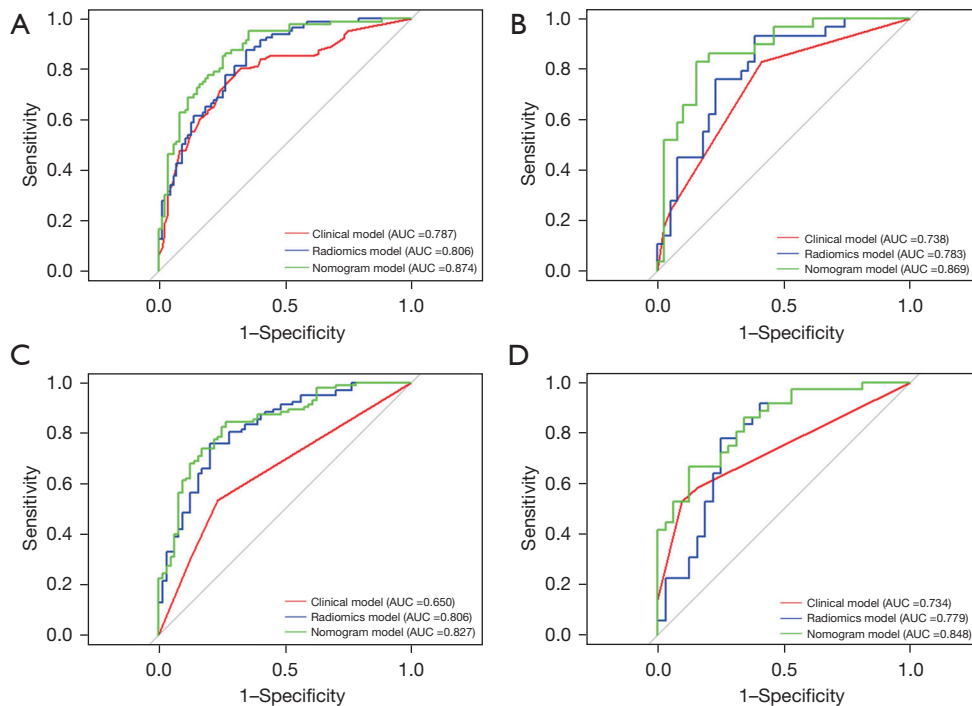 A
1.0
0.8
0.6
0.4
0.2
0.0
Sensitivity
Clinical model (AUC =0.787)
Radiomics model (AUC =0.806)
Nomogram model (AUC =0.874)
0.0 0.5 1.0
1–Specificity
B
1.0
0.8
0.6
0.4
0.2
0.0
Sensitivity
Clinical model (AUC =0.738)
Radiomics model (AUC =0.783)
Nomogram model (AUC =0.869)
0.0 0.5 1.0
1–Specificity
C
1.0
0.8
0.6
0.4
0.2
0.0
Sensitivity
Clinical model (AUC =0.650)
Radiomics model (AUC =0.806)
Nomogram model (AUC =0.827)
0.0 0.5 1.0
1–Specificity
D
1.0
0.8
0.6
0.4
0.2
0.0
Sensitivity
Clinical model (AUC =0.734)
Radiomics model (AUC =0.779)
Nomogram model (AUC =0.848)
0.0 0.5 1.0
1–Specificity